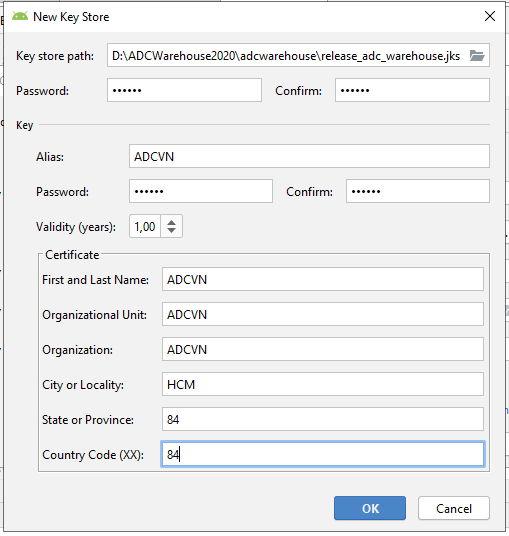 New Key Store
Key store path: D:\ADCWarehouse2020\adcwarehouse\release_adc_warehouse.jks
Password: •••••• Confirm: ••••••
Key
Alias: ADCVN
Password: •••••• Confirm: ••••••
Validity (years): 1,00
Certificate
First and Last Name: ADCVN
Organizational Unit: ADCVN
Organization: ADCVN
City or Locality: HCM
State or Province: 84
Country Code (XX): 84
OK Cancel